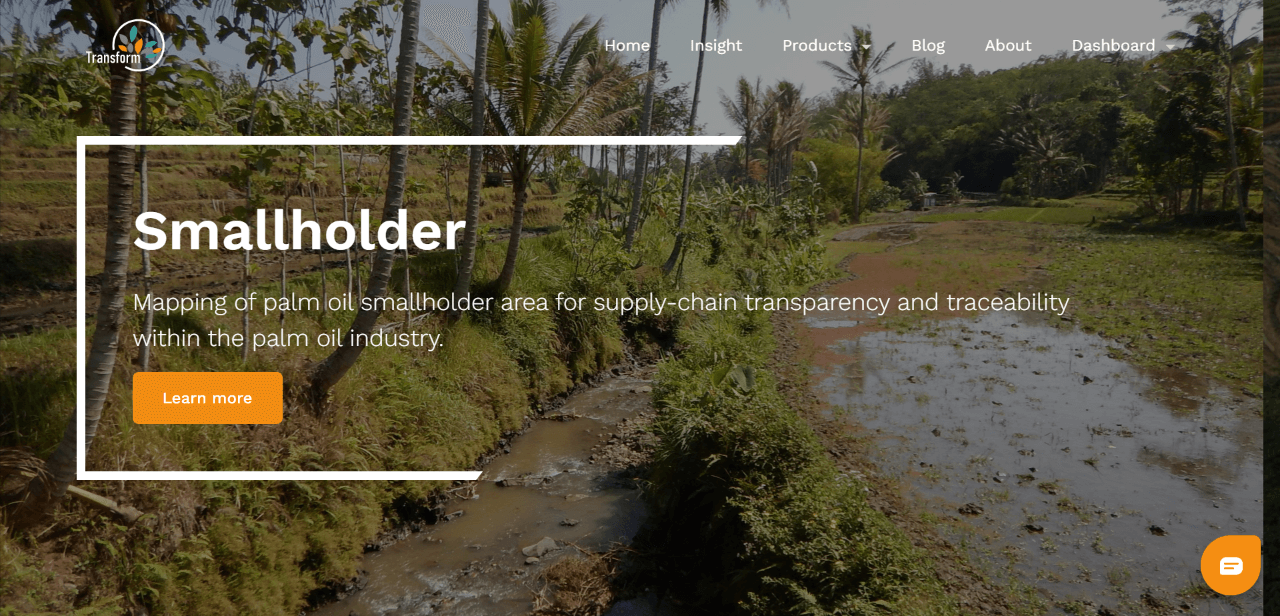 Transform
Home
Insight
Products
Blog
About
Dashboard
Smallholder
Mapping of palm oil smallholder area for supply-chain transparency and traceability
within the palm oil industry.
Learn more